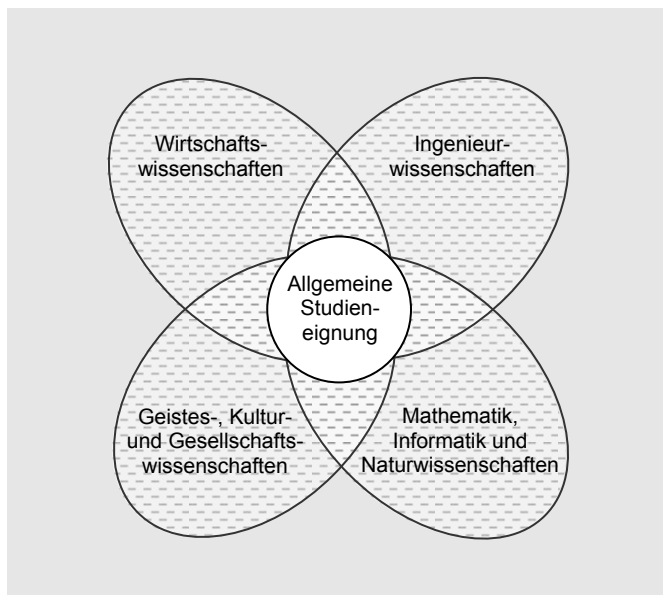 Wirtschafts-
wissenschaften
Ingenieur-
wissenschaften
Allgemeine
Studien-
eignung
Geistes-, Kultur-
und Gesellschafts-
wissenschaften
Mathematik,
Informatik und
Naturwissenschaften